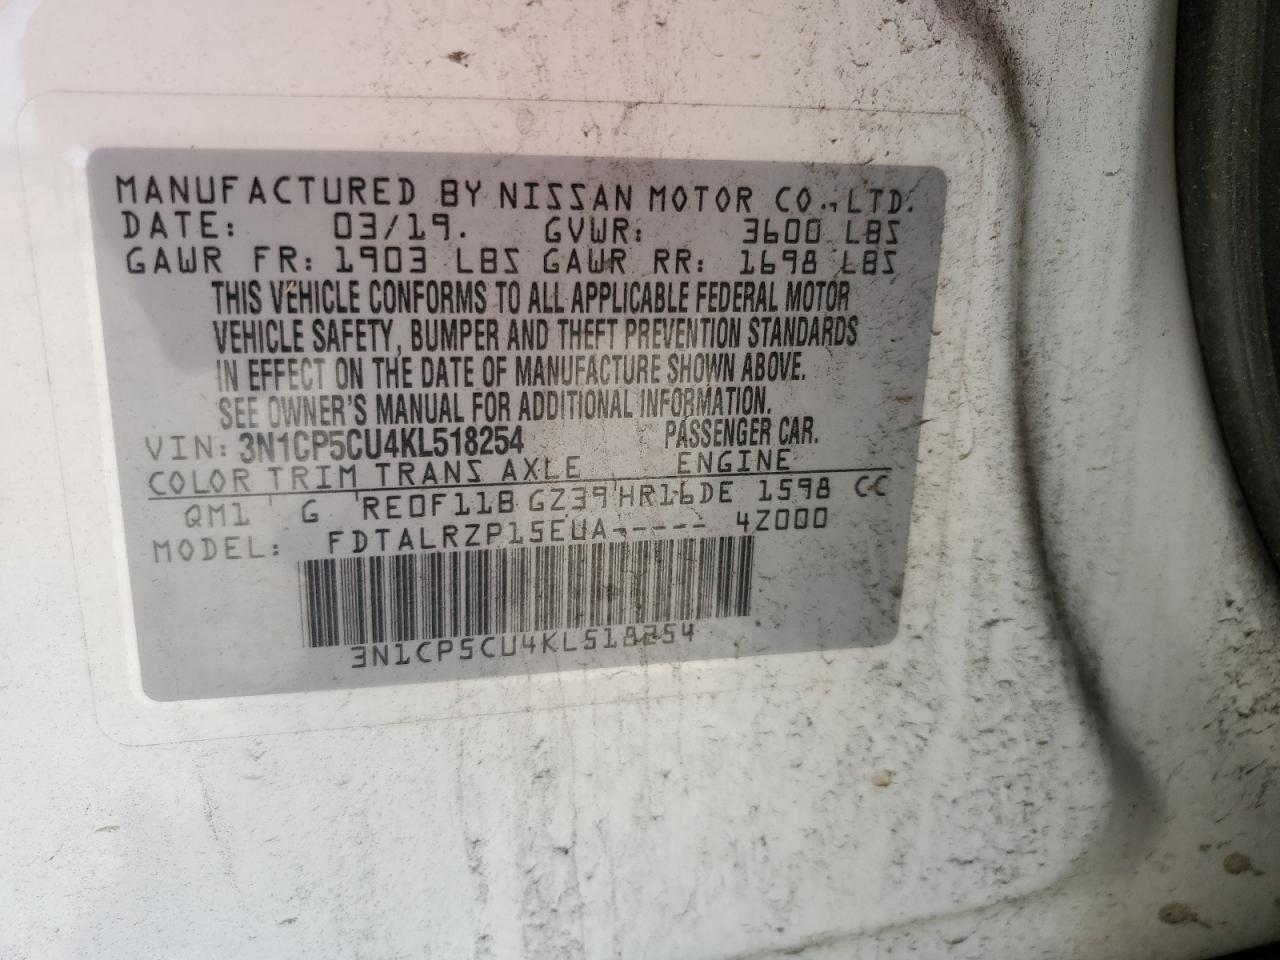 MANUFACTURED BY NISSAN MOTOR CO., LTD.
DATE: 03/19. GVWR: 3600 LBS
GAWR FR: 1903 LBS GAWR RR: 1698 LBS
THIS VEHICLE CONFORMS TO ALL APPLICABLE FEDERAL MOTOR
VEHICLE SAFETY, BUMPER AND THEFT PREVENTION STANDARDS
IN EFFECT ON THE DATE OF MANUFACTURE SHOWN ABOVE.
SEE OWNER'S MANUAL FOR ADDITIONAL INFORMATION.
VIN: 3N1CP5CU4KL518254 PASSENGER CAR.
COLOR TRIM TRANS AXLE ENGINE
QM1 G RE0F11B GZ39 HR16DE 1598 CC
MODEL: FDTALRZP15EUA----- 4Z000
3N1CP5CU4KL518254